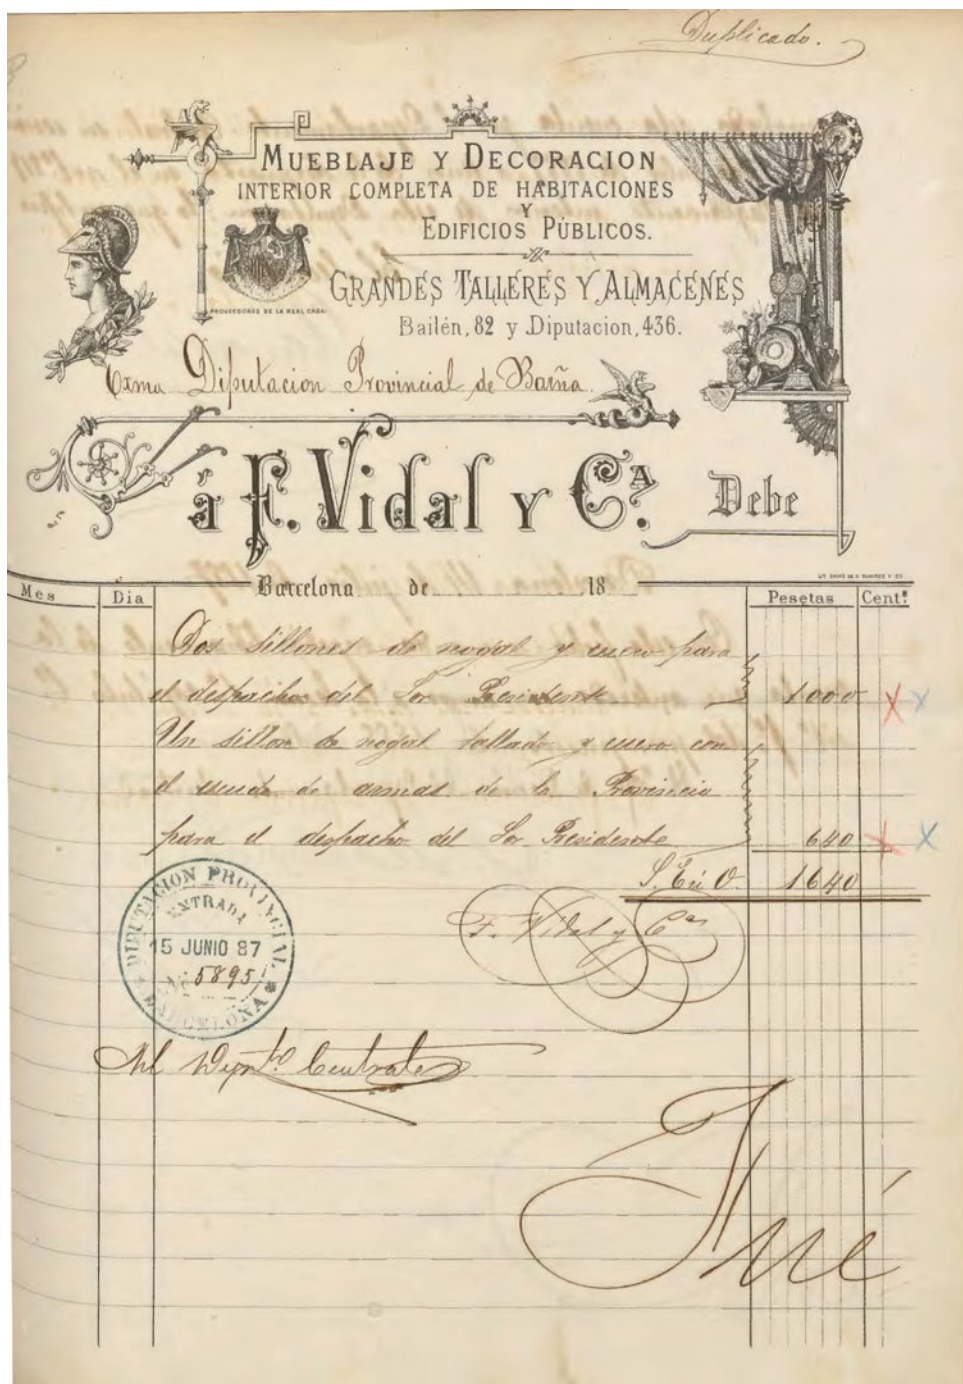 Duplicado.
MUEBLAJE Y DECORACION
INTERIOR COMPLETA DE HABITACIONES
Y
EDIFICIOS PÚBLICOS.
GRANDES TALLERES Y ALMACENES
PROVEEDORES DE LA REAL CASA
Bailén, 82 y Diputacion, 436.
Exma Diputacion Provincial de Barña.
á F. Vidal y Cª. Debe
Barcelona de 18
Mes Dia Pesetas Centˢ
Dos sillones de nogal y cuero para
el despacho del Sor Presidente 1000
Un sillon de nogal tallado y cuero con
el escudo de armas de la Provincia
para el despacho del Sor Presidente 640
S. E ú O. 1640
F. Vidal y Cª
DIPUTACION PROVINCIAL
ENTRADA
15 JUNIO 87
5895
BARCELONA
Al Central